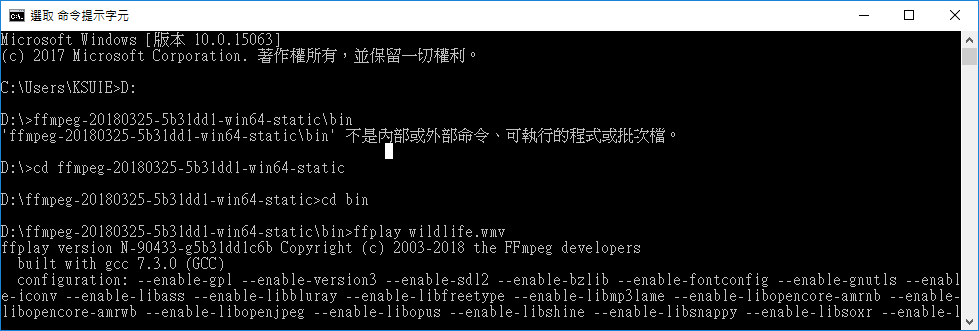 選取 命令提示字元
Microsoft Windows [版本 10.0.15063]
(c) 2017 Microsoft Corporation. 著作權所有，並保留一切權利。
C:\Users\KSUIE>D:
D:\>ffmpeg-20180325-5b31dd1-win64-static\bin
'ffmpeg-20180325-5b31dd1-win64-static\bin' 不是內部或外部命令、可執行的程式或批次檔。
D:\>cd ffmpeg-20180325-5b31dd1-win64-static
D:\ffmpeg-20180325-5b31dd1-win64-static>cd bin
D:\ffmpeg-20180325-5b31dd1-win64-static\bin>ffplay wildlife.wmv
ffplay version N-90433-g5b31dd1c6b Copyright (c) 2003-2018 the FFmpeg developers
  built with gcc 7.3.0 (GCC)
  configuration: --enable-gpl --enable-version3 --enable-sdl2 --enable-bzlib --enable-fontconfig --enable-gnutls --enabl
e-iconv --enable-libass --enable-libbluray --enable-libfreetype --enable-libmp3lame --enable-libopencore-amrnb --enable-
libopencore-amrwb --enable-libopenjpeg --enable-libopus --enable-libshine --enable-libsnappy --enable-libsoxr --enable-l